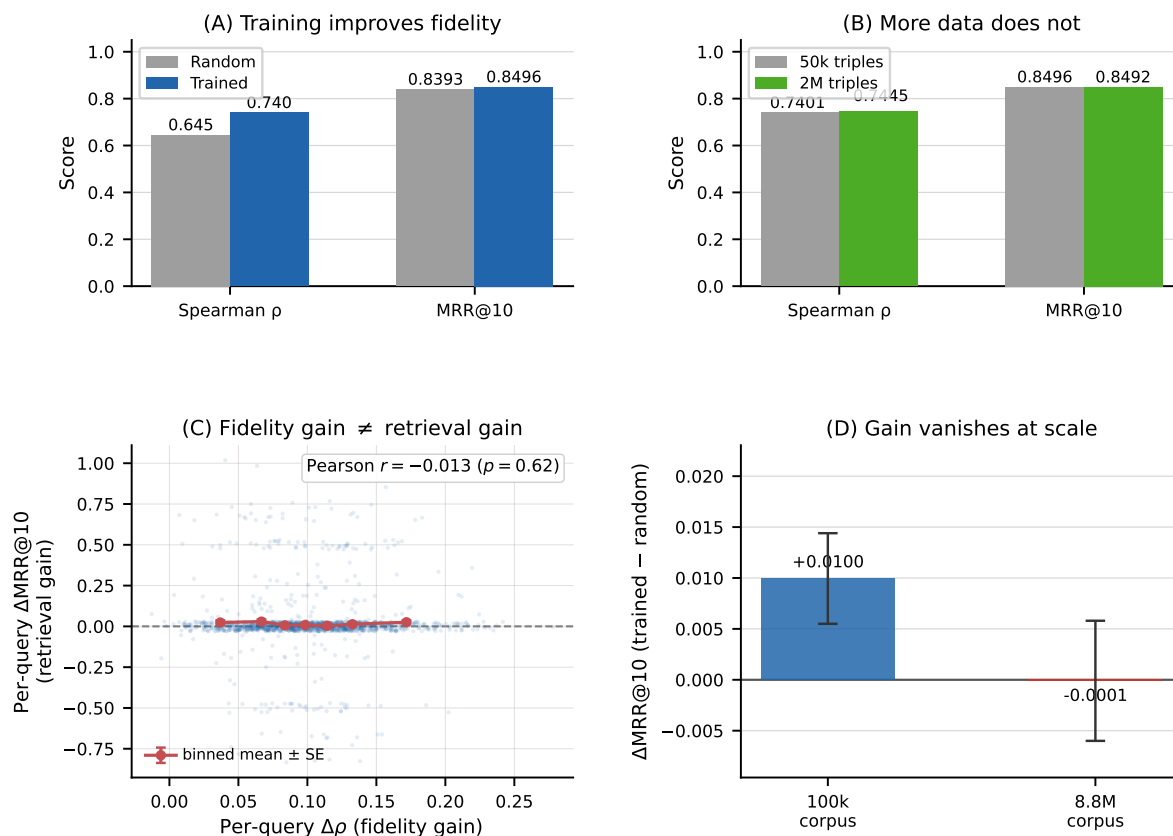 (A) Training improves fidelity
Random
Trained
0.645
0.740
0.8393
0.8496
1.0
0.8
0.6
0.4
0.2
0.0
Score
Spearman ρ
MRR@10
(B) More data does not
50k triples
2M triples
0.7401
0.7445
0.8496
0.8492
1.0
0.8
0.6
0.4
0.2
0.0
Score
Spearman ρ
MRR@10
(C) Fidelity gain ≠ retrieval gain
Pearson r = −0.013 (p = 0.62)
1.00
0.75
0.50
0.25
0.00
−0.25
−0.50
−0.75
Per-query ΔMRR@10
(retrieval gain)
binned mean ± SE
0.00
0.05
0.10
0.15
0.20
0.25
Per-query Δρ (fidelity gain)
(D) Gain vanishes at scale
0.020
0.015
0.010
0.005
0.000
−0.005
ΔMRR@10 (trained − random)
+0.0100
-0.0001
100k
corpus
8.8M
corpus